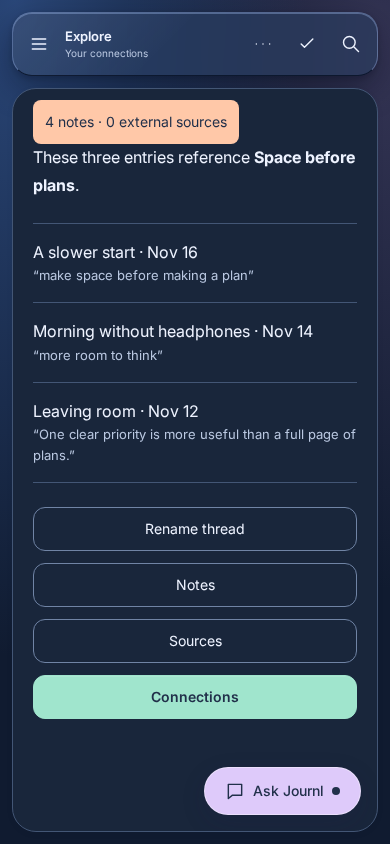 Explore
Your connections
4 notes · 0 external sources
These three entries reference Space before
plans.
A slower start · Nov 16
“make space before making a plan”
Morning without headphones · Nov 14
“more room to think”
Leaving room · Nov 12
“One clear priority is more useful than a full page of
plans.”
Rename thread
Notes
Sources
Connections
Ask Journl